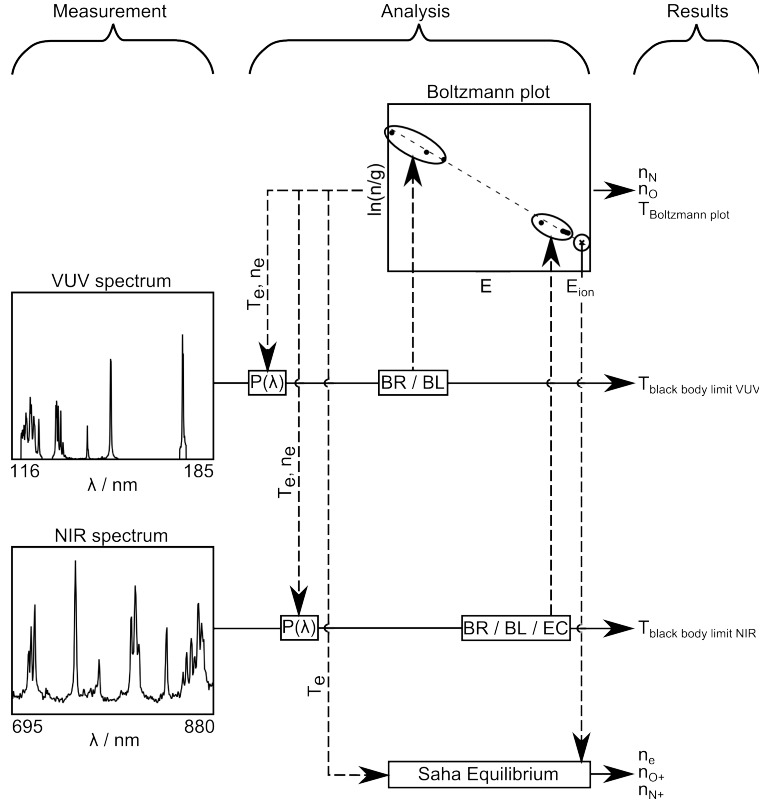 Measurement
Analysis
Results
Boltzmann plot
ln(n/g)
E
E_ion
n_N
n_O
T_Boltzmann plot
T_e, n_e
VUV spectrum
116
185
λ / nm
P(λ)
BR / BL
T_black body limit VUV
T_e, n_e
NIR spectrum
695
880
λ / nm
P(λ)
BR / BL / EC
T_black body limit NIR
T_e
Saha Equilibrium
n_e
n_O+
n_N+